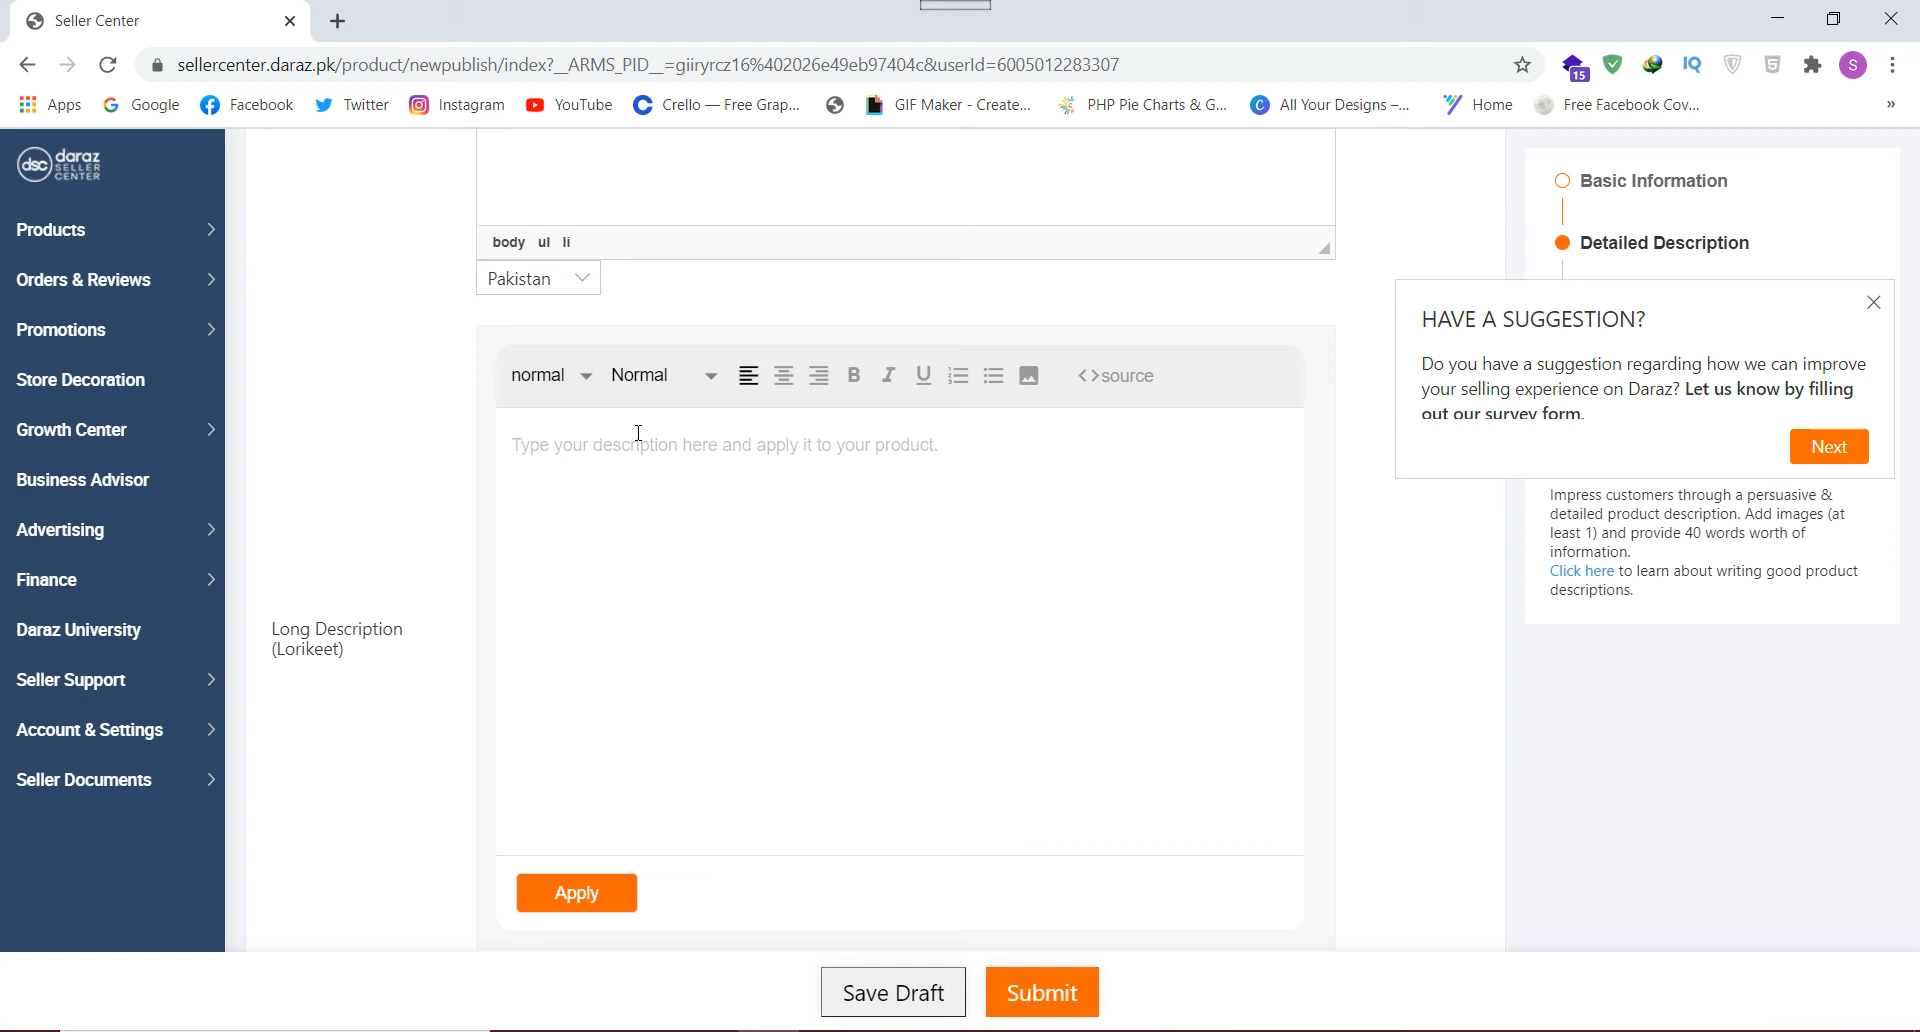 Seller Center
sellercenter.daraz.pk/product/newpublish/index?__ARMS_PID__=giiryrcz16%402026e49eb97404c&userId=6005012283307
15
IQ
S
Apps
Google
Facebook
Twitter
Instagram
YouTube
Crello — Free Grap...
GIF Maker - Create...
PHP Pie Charts & G...
All Your Designs –...
Home
Free Facebook Cov...
»
dsc daraz
SELLER
CENTER
Products
Orders & Reviews
Promotions
Store Decoration
Growth Center
Business Advisor
Advertising
Finance
Daraz University
Seller Support
Account & Settings
Seller Documents
body ul li
Pakistan
Long Description
(Lorikeet)
normal Normal B I U <>source
Type your description here and apply it to your product.
Apply
Save Draft
Submit
Basic Information
Detailed Description
HAVE A SUGGESTION?
Do you have a suggestion regarding how we can improve
your selling experience on Daraz? Let us know by filling
out our survey form.
Next
Impress customers through a persuasive &
detailed product description. Add images (at
least 1) and provide 40 words worth of
information.
Click here to learn about writing good product
descriptions.